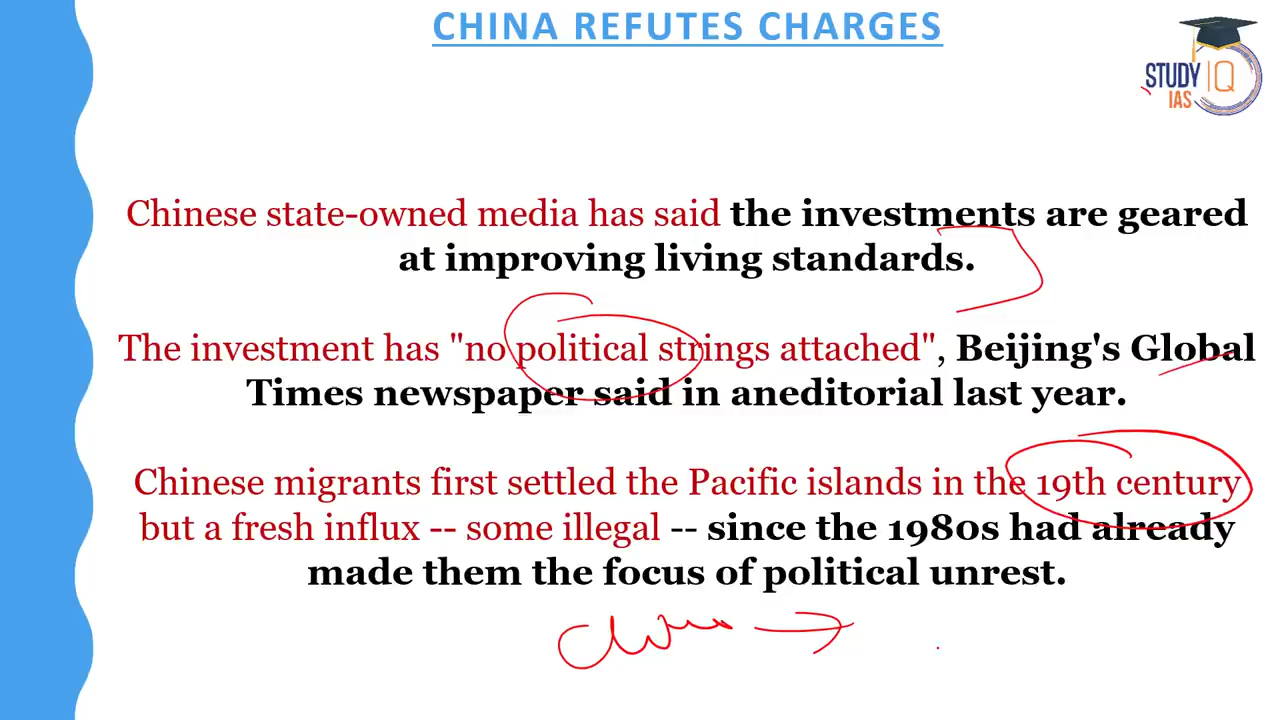 CHINA REFUTES CHARGES
STUDY IQ
IAS
Chinese state-owned media has said the investments are geared
at improving living standards.
The investment has "no political strings attached", Beijing's Global
Times newspaper said in aneditorial last year.
Chinese migrants first settled the Pacific islands in the 19th century
but a fresh influx -- some illegal -- since the 1980s had already
made them the focus of political unrest.
China →